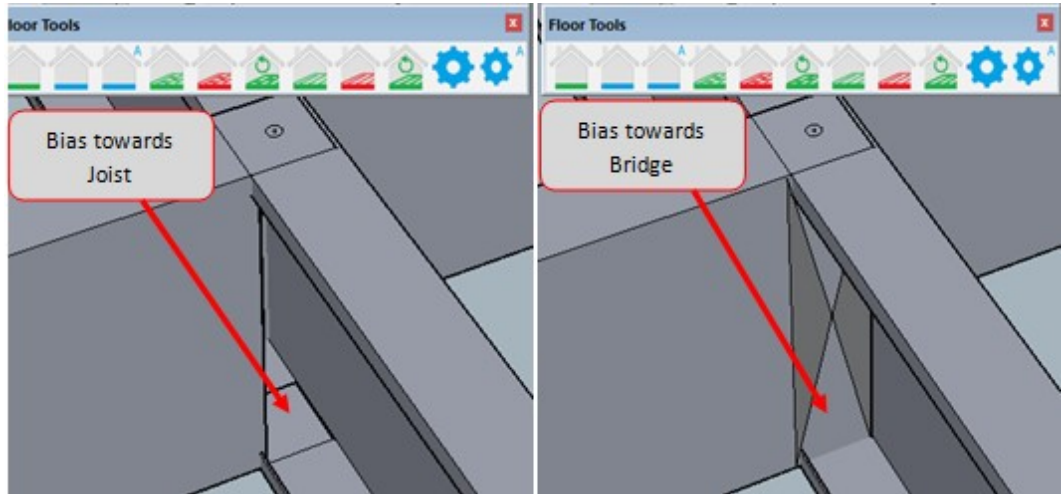 loor Tools
x
A
A
Bias towards
Joist
Floor Tools
x
A
A
Bias towards
Bridge